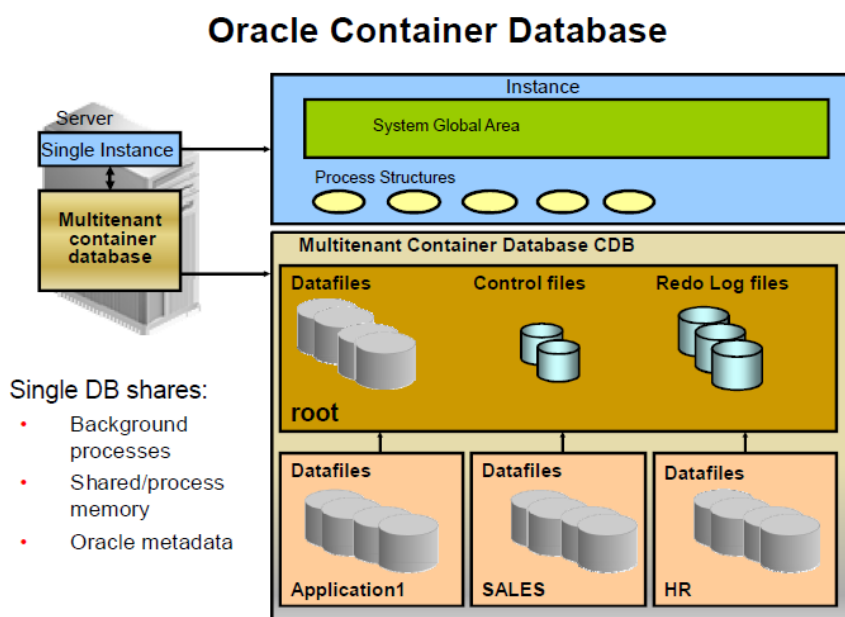 Oracle Container Database
Server
Single Instance
Multitenant
container
database
Instance
System Global Area
Process Structures
Multitenant Container Database CDB
Datafiles
Control files
Redo Log files
root
Datafiles
Application1
Datafiles
SALES
Datafiles
HR
Single DB shares:
• Background
processes
• Shared/process
memory
• Oracle metadata